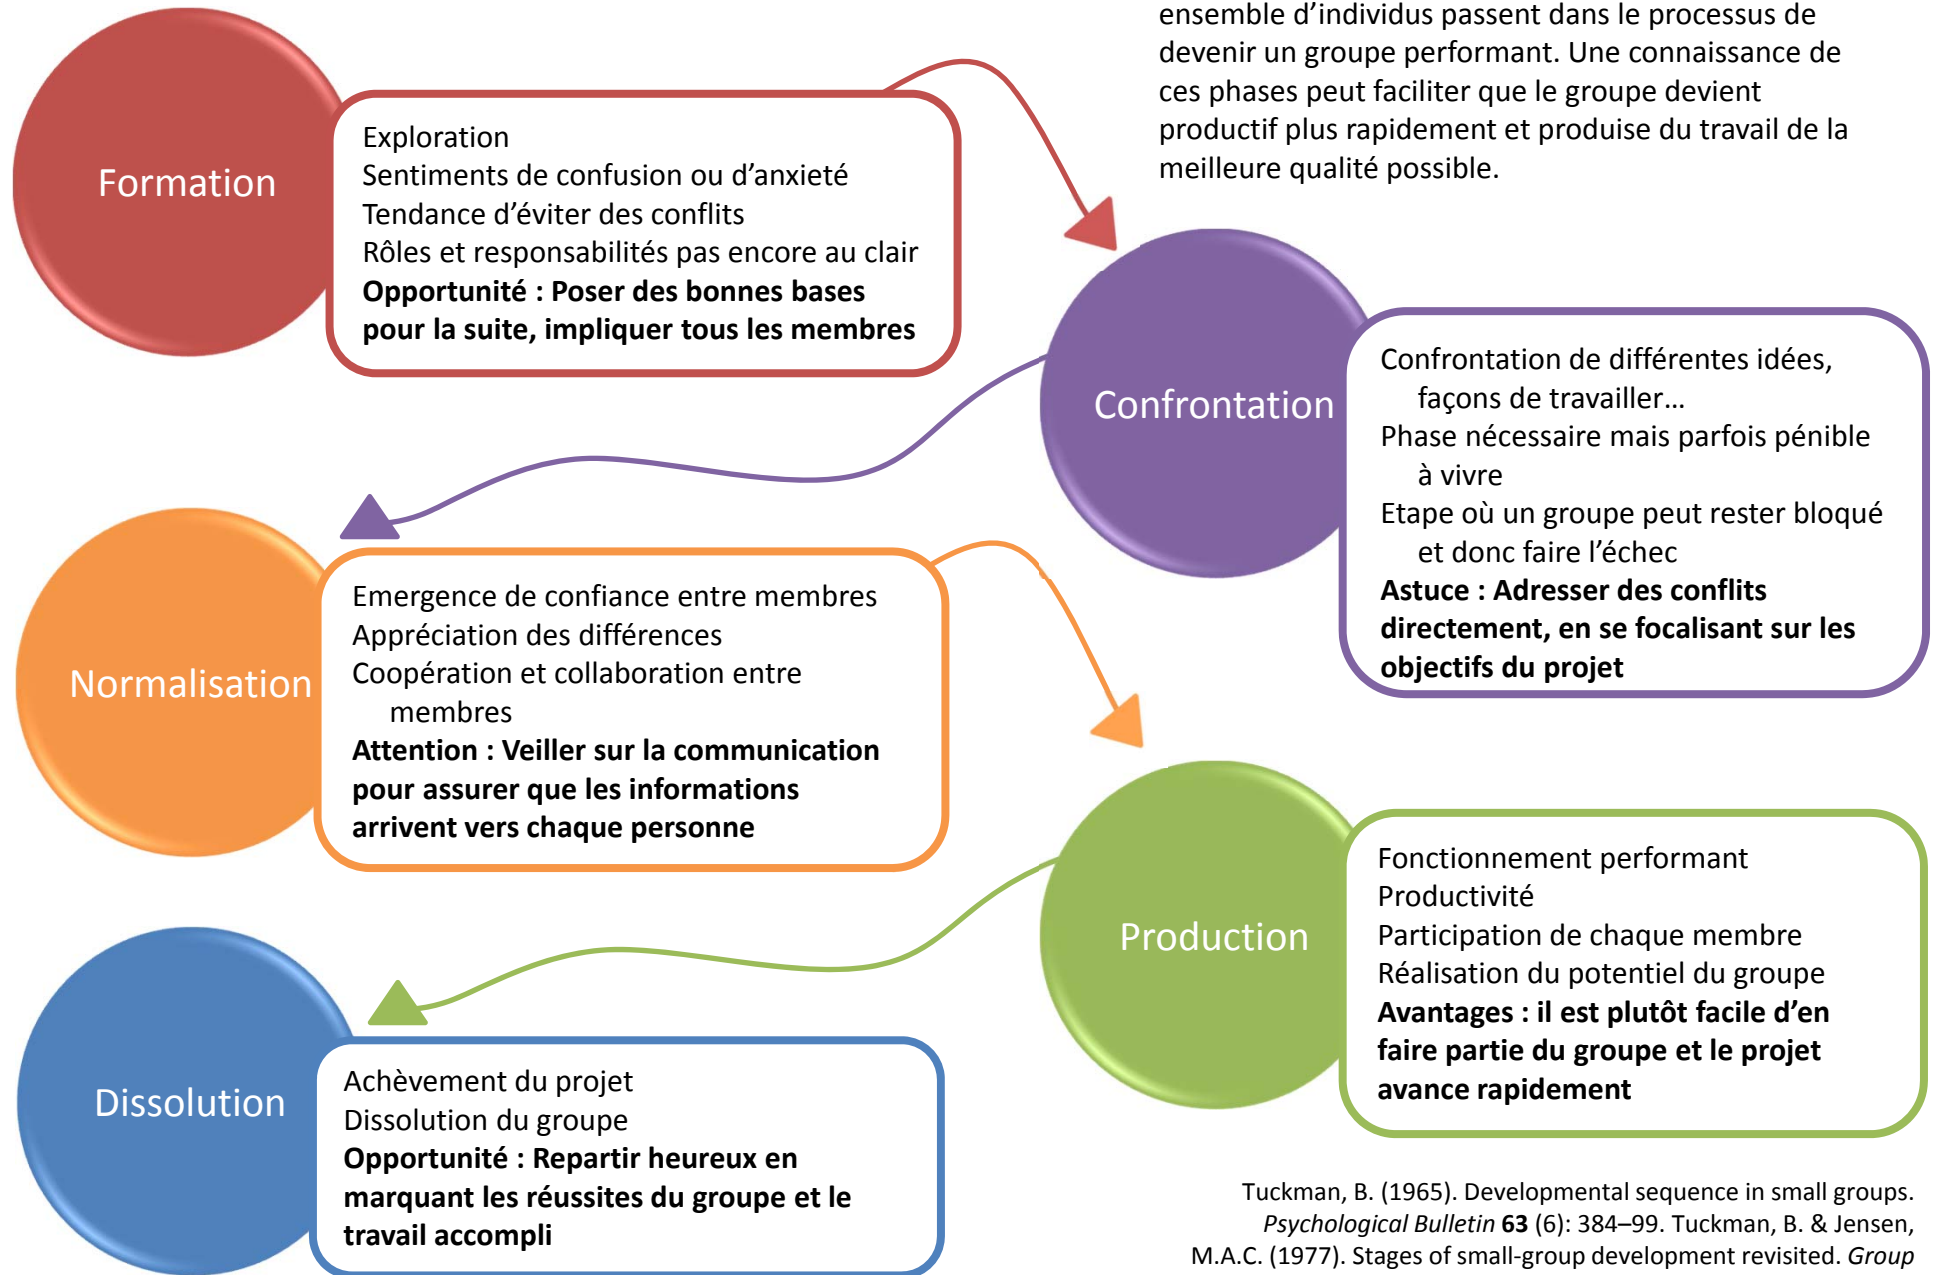 ensemble d’individus passent dans le processus de
devenir un groupe performant. Une connaissance de
ces phases peut faciliter que le groupe devient
productif plus rapidement et produise du travail de la
meilleure qualité possible.
Formation
Exploration
Sentiments de confusion ou d’anxieté
Tendance d’éviter des conflits
Rôles et responsabilités pas encore au clair
Opportunité : Poser des bonnes bases
pour la suite, impliquer tous les membres
Confrontation
Confrontation de différentes idées,
façons de travailler…
Phase nécessaire mais parfois pénible
à vivre
Etape où un groupe peut rester bloqué
et donc faire l’échec
Astuce : Adresser des conflits
directement, en se focalisant sur les
objectifs du projet
Normalisation
Emergence de confiance entre membres
Appréciation des différences
Coopération et collaboration entre
membres
Attention : Veiller sur la communication
pour assurer que les informations
arrivent vers chaque personne
Production
Fonctionnement performant
Productivité
Participation de chaque membre
Réalisation du potentiel du groupe
Avantages : il est plutôt facile d’en
faire partie du groupe et le projet
avance rapidement
Dissolution
Achèvement du projet
Dissolution du groupe
Opportunité : Repartir heureux en
marquant les réussites du groupe et le
travail accompli
Tuckman, B. (1965). Developmental sequence in small groups.
Psychological Bulletin 63 (6): 384–99. Tuckman, B. & Jensen,
M.A.C. (1977). Stages of small-group development revisited. Group